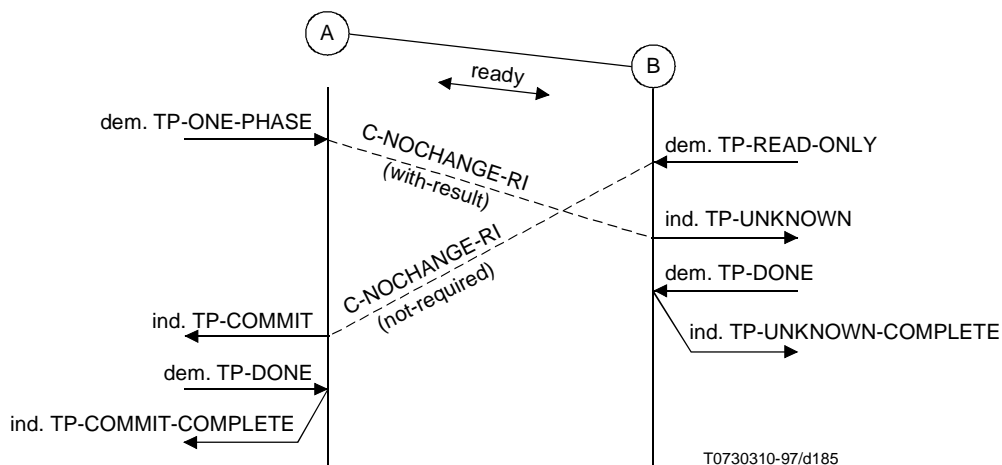 A
B
ready
dem. TP-ONE-PHASE
C-NOCHANGE-RI
(with-result)
dem. TP-READ-ONLY
ind. TP-UNKNOWN
C-NOCHANGE-RI
(not-required)
dem. TP-DONE
ind. TP-COMMIT
ind. TP-UNKNOWN-COMPLETE
dem. TP-DONE
ind. TP-COMMIT-COMPLETE
T0730310-97/d185